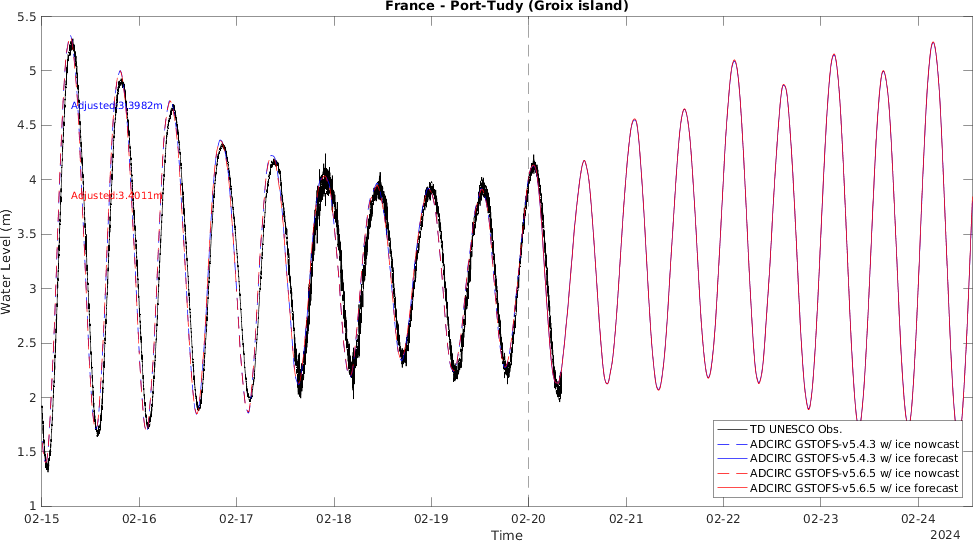 France - Port-Tudy (Groix island)
5.5
5
4.5
4
3.5
3
2.5
2
1.5
1
Water Level (m)
Adjusted:3.3982m
Adjusted:3.4011m
TD UNESCO Obs.
ADCIRC GSTOFS-v5.4.3 w/ ice nowcast
ADCIRC GSTOFS-v5.4.3 w/ ice forecast
ADCIRC GSTOFS-v5.6.5 w/ ice nowcast
ADCIRC GSTOFS-v5.6.5 w/ ice forecast
02-15 02-16 02-17 02-18 02-19 02-20 02-21 02-22 02-23 02-24
Time
2024